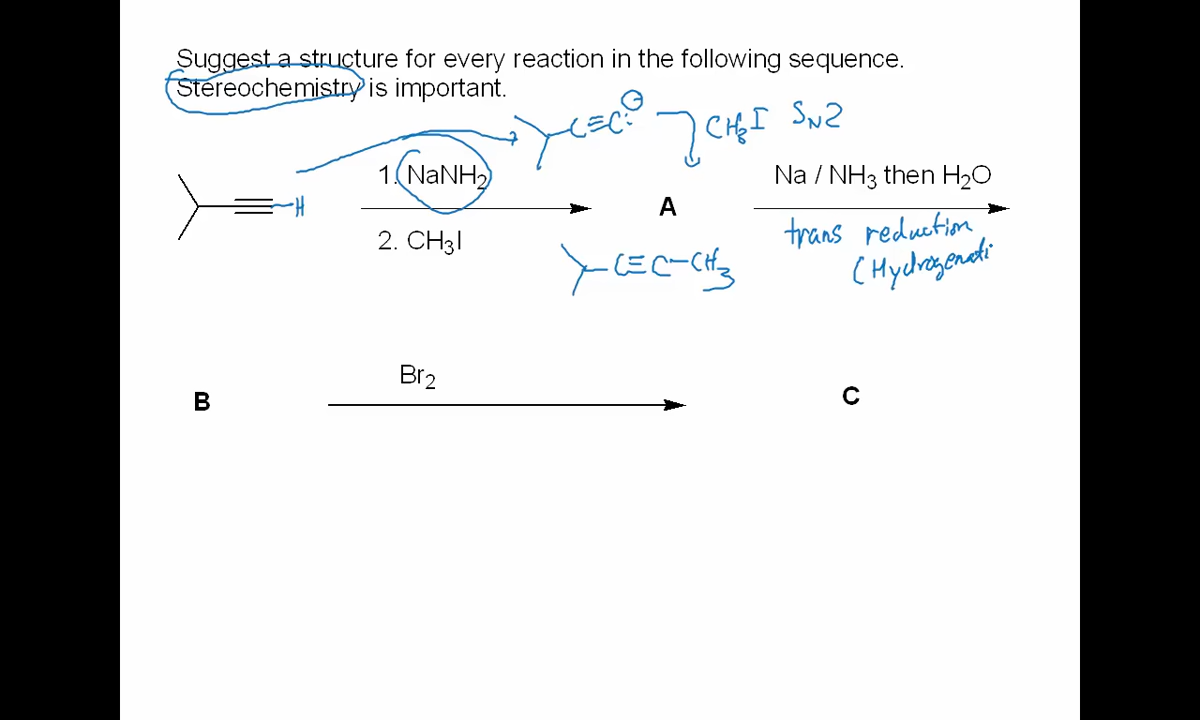 Suggest a structure for every reaction in the following sequence.
Stereochemistry is important.
C≡C:⊖ CH₃I SN2
1. NaNH₂
2. CH₃I
H
A
Na / NH₃ then H₂O
C≡C-CH₃
trans reduction
(Hydrogenati
B
Br₂
C